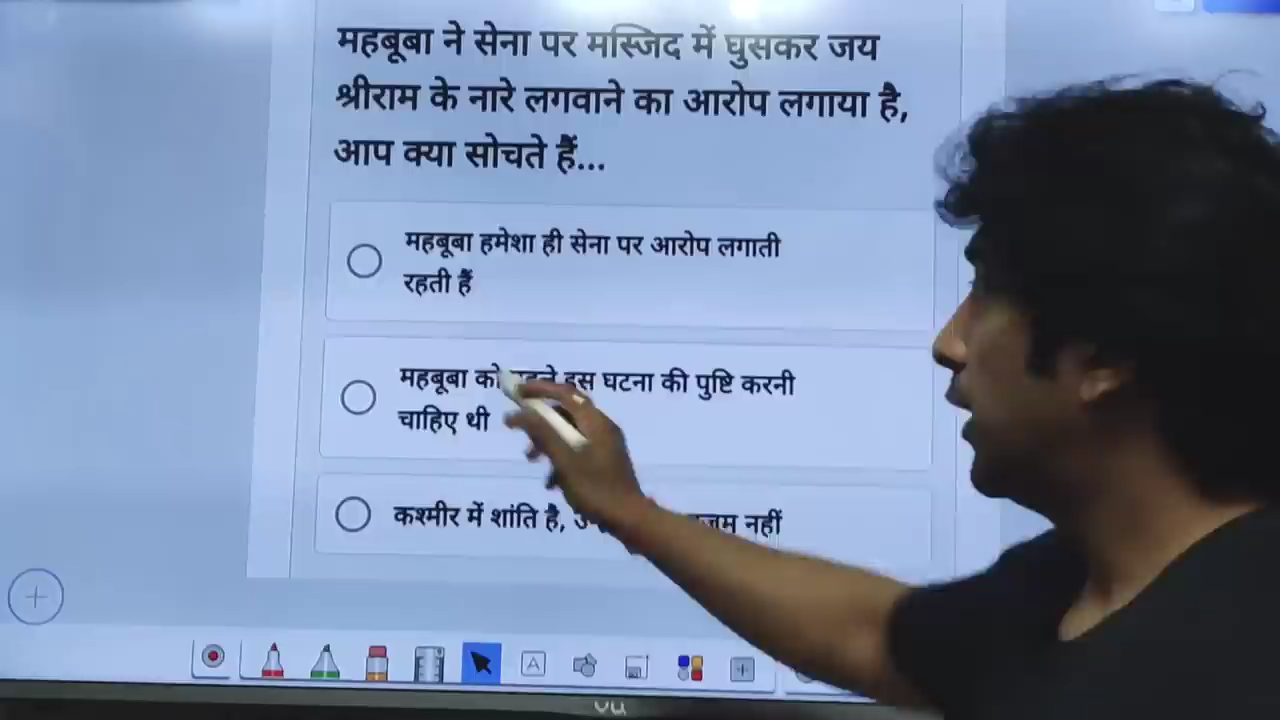 महबूबा ने सेना पर मस्जिद में घुसकर जय
श्रीराम के नारे लगवाने का आरोप लगाया है,
आप क्या सोचते हैं...
महबूबा हमेशा ही सेना पर आरोप लगाती
रहती हैं
महबूबा को इस घटना की पुष्टि करनी
चाहिए थी
कश्मीर में शांति है, नहीं
A
vu